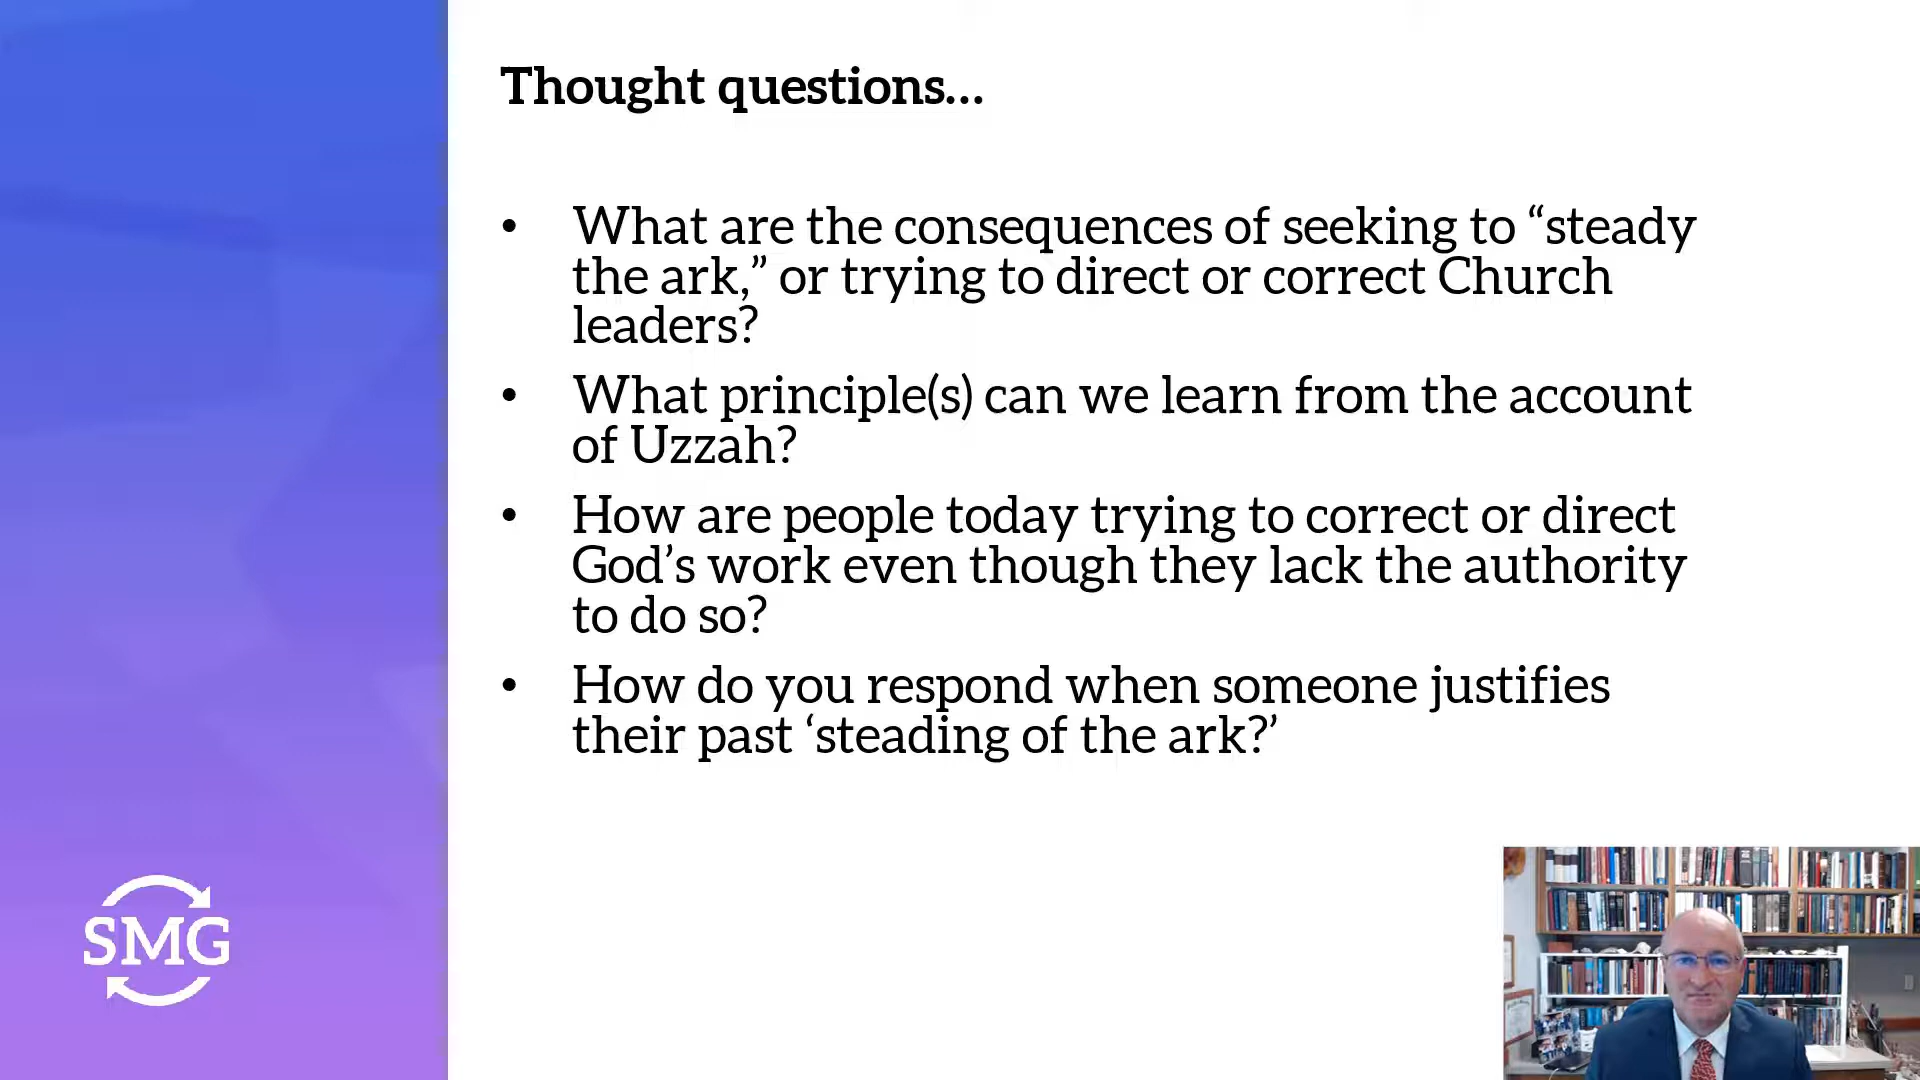 Thought questions...
• What are the consequences of seeking to “steady
the ark,” or trying to direct or correct Church
leaders?
• What principle(s) can we learn from the account
of Uzzah?
• How are people today trying to correct or direct
God’s work even though they lack the authority
to do so?
• How do you respond when someone justifies
their past ‘steading of the ark?’
SMG